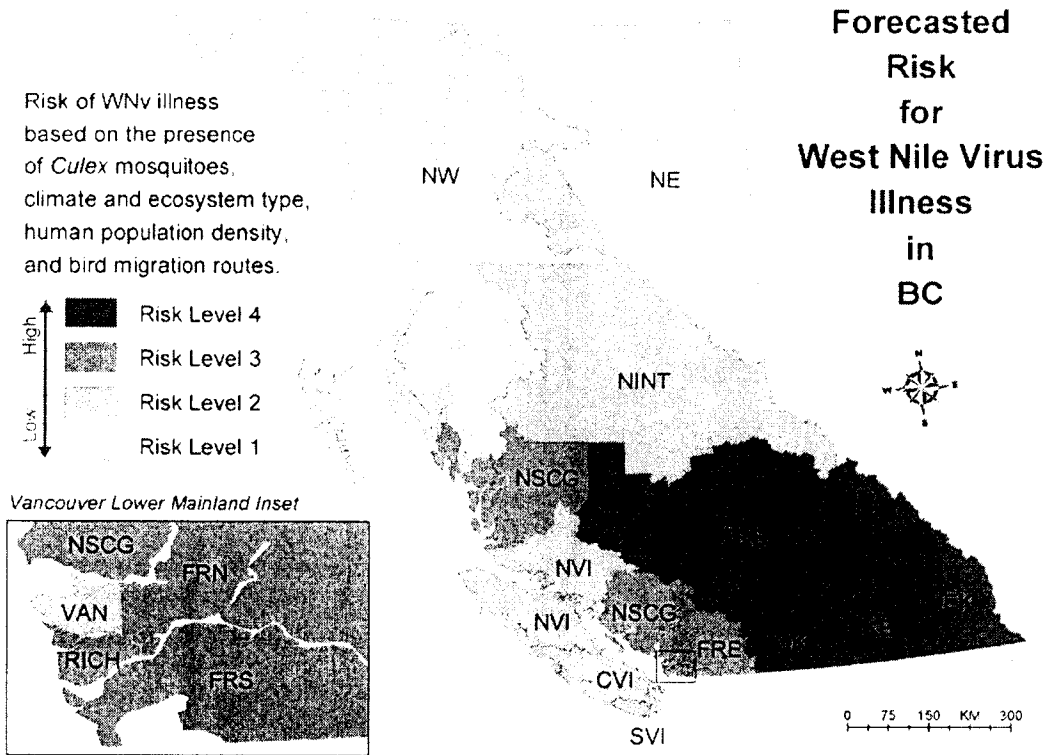 Forecasted
Risk
for
West Nile Virus
Illness
in
BC
Risk of WNv illness
based on the presence
of Culex mosquitoes,
climate and ecosystem type,
human population density,
and bird migration routes.
High
Low
Risk Level 4
Risk Level 3
Risk Level 2
Risk Level 1
NW
NE
NINT
N
W
E
S
NSCG
NVI
NVI
NSCG
FRE
CVI
SVI
Vancouver Lower Mainland Inset
NSCG
FRN
VAN
RICH
FRS
0 75 150 KM 300